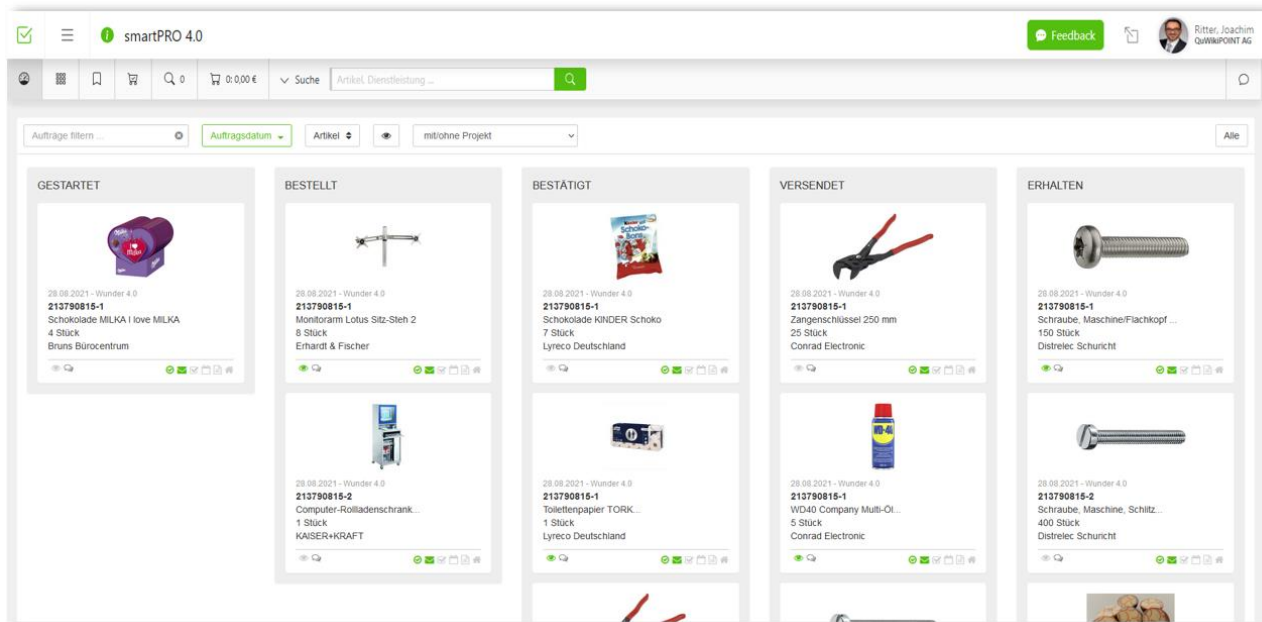 smartPRO 4.0
Feedback
Ritter, Joachim
QuWikiPOINT AG
0
0: 0,00 €
Suche
Artikel, Dienstleistung ...
Aufträge filtern ...
Auftragsdatum
Artikel
mit/ohne Projekt
Alle
GESTARTET
28.08.2021 - Wunder 4.0
213790815-1
Schokolade MILKA I love MILKA
4 Stück
Bruns Bürocentrum
BESTELLT
28.08.2021 - Wunder 4.0
213790815-1
Monitorarm Lotus Sitz-Steh 2
8 Stück
Erhardt & Fischer
28.08.2021 - Wunder 4.0
213790815-2
Computer-Rollladenschrank...
1 Stück
KAISER+KRAFT
BESTÄTIGT
Schoko-
Bons
28.08.2021 - Wunder 4.0
213790815-1
Schokolade KINDER Schoko
7 Stück
Lyreco Deutschland
28.08.2021 - Wunder 4.0
213790815-1
Toilettenpapier TORK...
1 Stück
Lyreco Deutschland
VERSENDET
28.08.2021 - Wunder 4.0
213790815-1
Zangenschlüssel 250 mm
25 Stück
Conrad Electronic
WD-40
28.08.2021 - Wunder 4.0
213790815-1
WD40 Company Multi-Öl...
5 Stück
Conrad Electronic
ERHALTEN
28.08.2021 - Wunder 4.0
213790815-1
Schraube, Maschine/Flachkopf ...
150 Stück
Distrelec Schuricht
28.08.2021 - Wunder 4.0
213790815-2
Schraube, Maschine, Schlitz...
400 Stück
Distrelec Schuricht